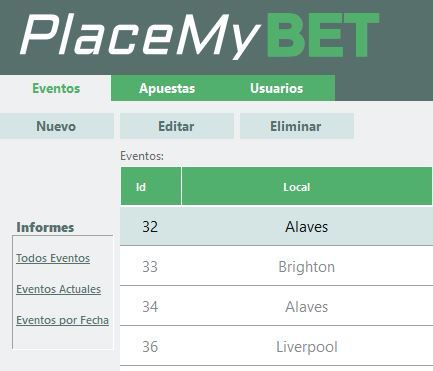 PlaceMyBET
Eventos Apuestas Usuarios
Nuevo Editar Eliminar
Eventos:
Id Local
Informes
Todos Eventos
Eventos Actuales
Eventos por Fecha
32 Alaves
33 Brighton
34 Alaves
36 Liverpool